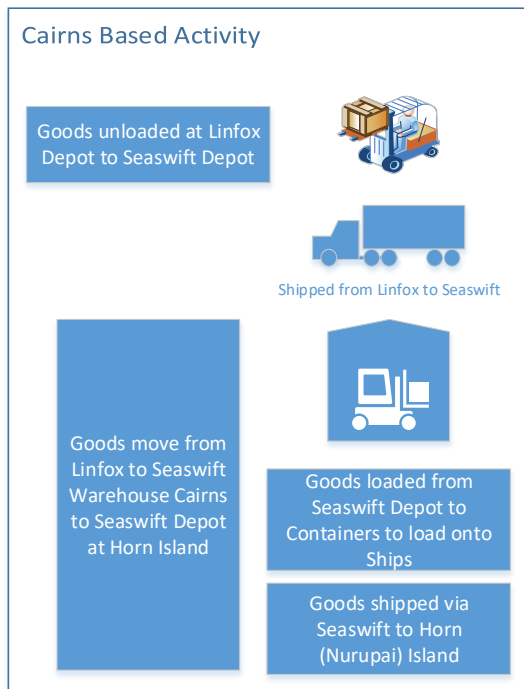 Cairns Based Activity
Goods unloaded at Linfox
Depot to Seaswift Depot
Shipped from Linfox to Seaswift
Goods move from
Linfox to Seaswift
Warehouse Cairns
to Seaswift Depot
at Horn Island
Goods loaded from
Seaswift Depot to
Containers to load onto
Ships
Goods shipped via
Seaswift to Horn
(Nurupai) Island